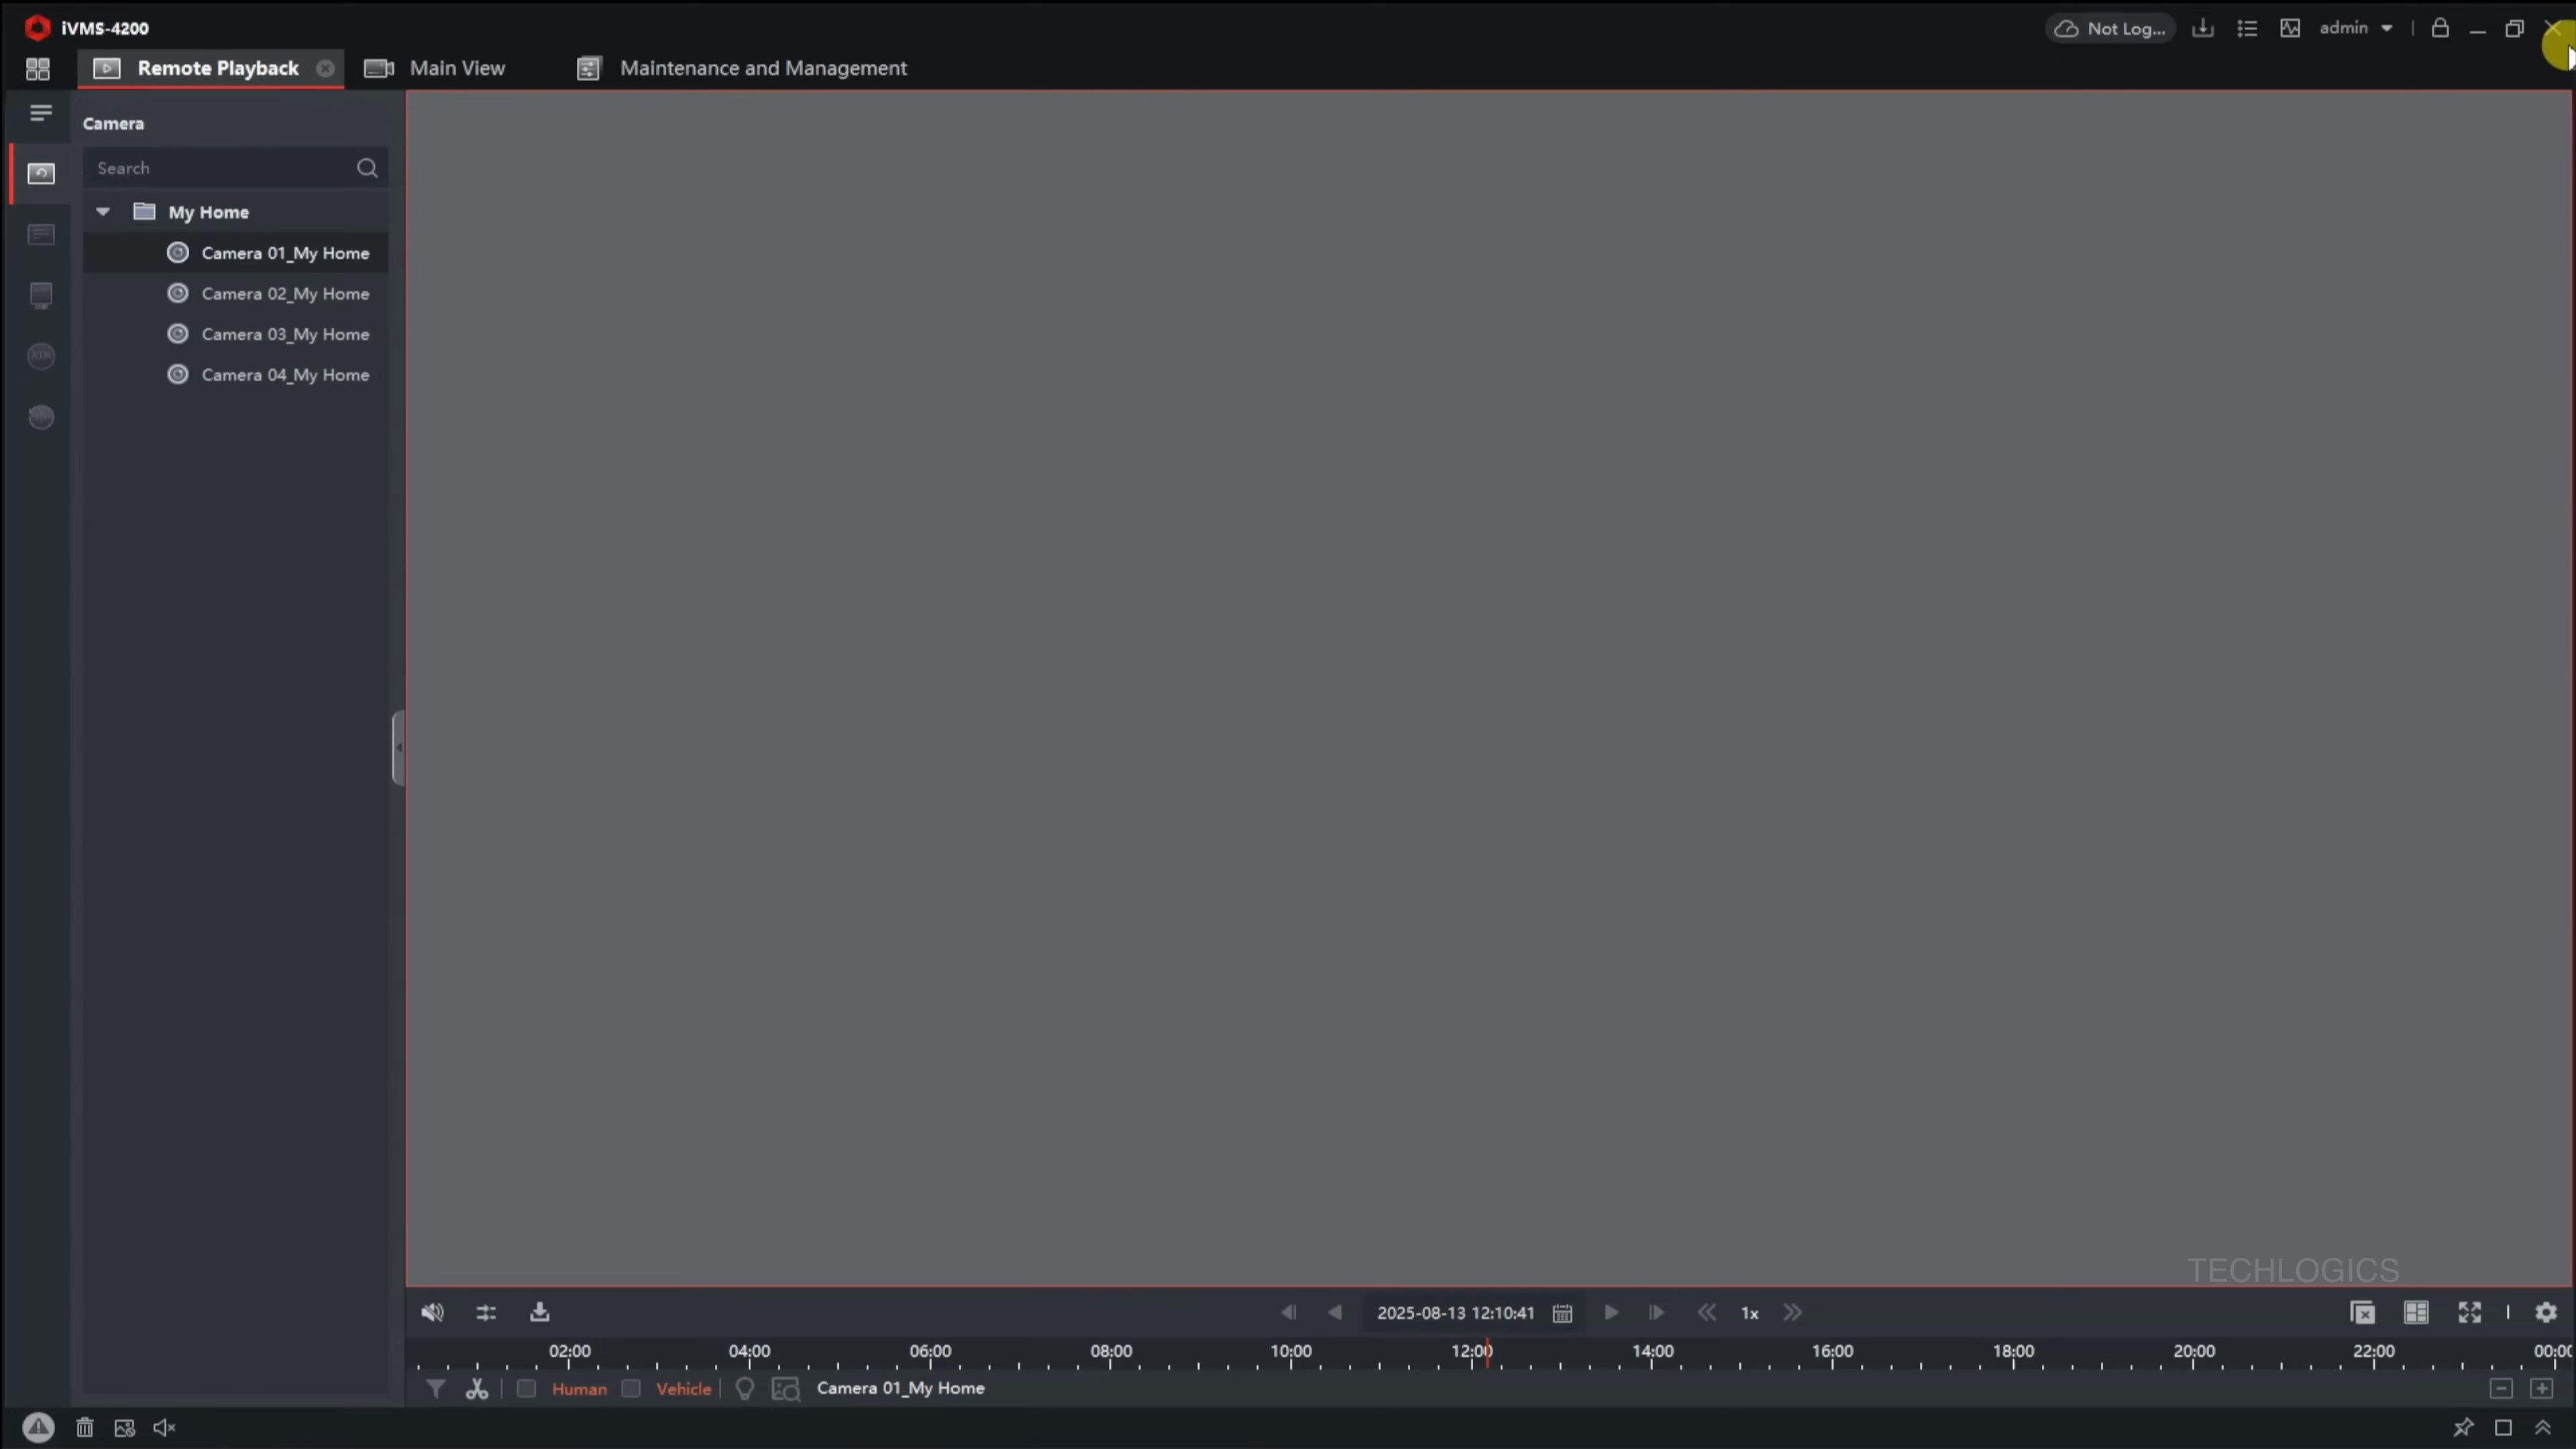 iVMS-4200
Not Log...
admin
Remote Playback
Main View
Maintenance and Management
Camera
Search
My Home
Camera 01_My Home
Camera 02_My Home
Camera 03_My Home
Camera 04_My Home
ATM
TECHLOGICS
2025-08-13 12:10:41
1x
02:00 04:00 06:00 08:00 10:00 12:00 14:00 16:00 18:00 20:00 22:00 00:00
Human
Vehicle
Camera 01_My Home